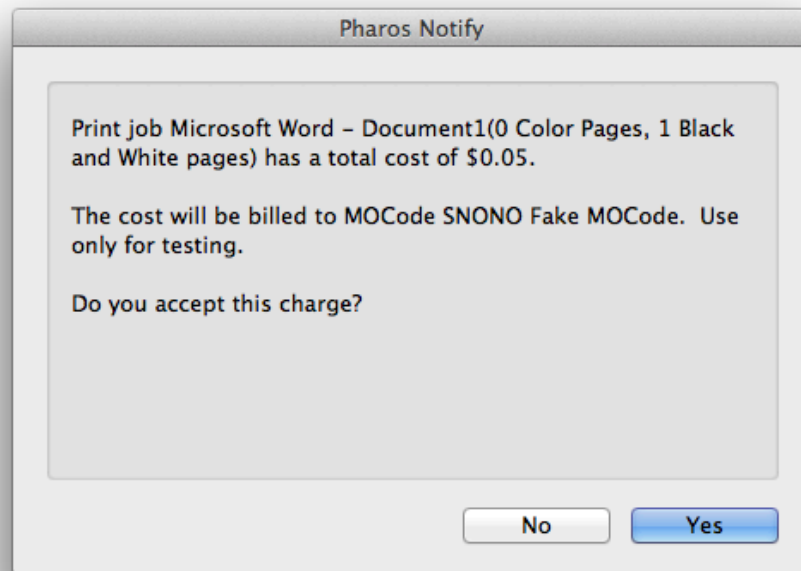 Pharos Notify
Print job Microsoft Word – Document1(0 Color Pages, 1 Black
and White pages) has a total cost of $0.05.
The cost will be billed to MOCode SNONO Fake MOCode.  Use
only for testing.
Do you accept this charge?
No
Yes